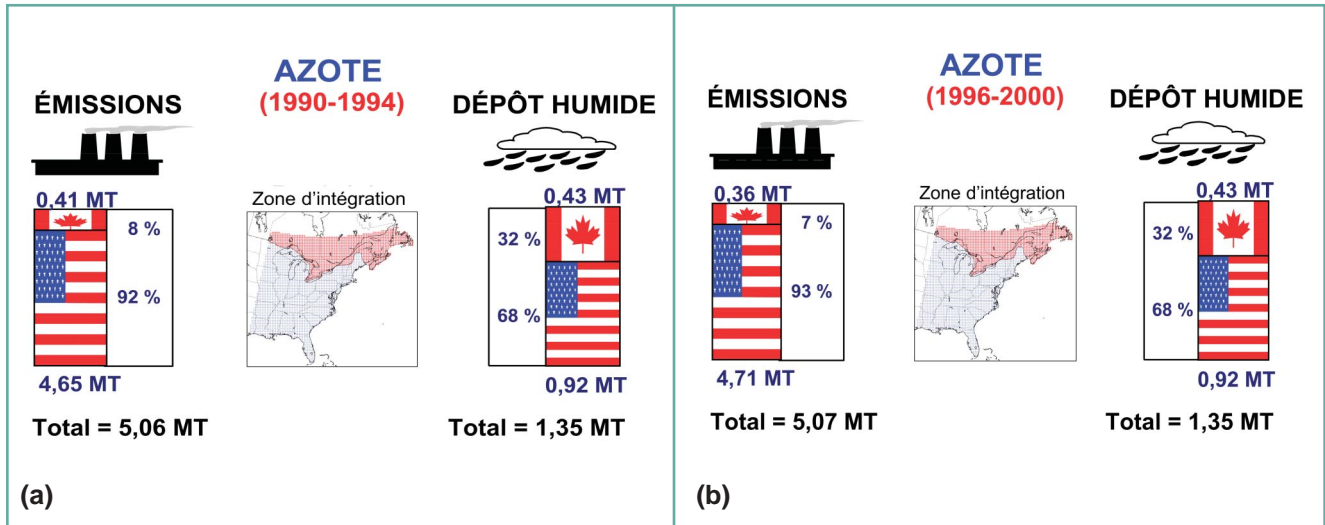 AZOTE
(1990-1994)
ÉMISSIONS
DÉPÔT HUMIDE
0,41 MT
8 %
92 %
4,65 MT
Total = 5,06 MT
Zone d'intégration
0,43 MT
32 %
68 %
0,92 MT
Total = 1,35 MT
(a)
AZOTE
(1996-2000)
ÉMISSIONS
DÉPÔT HUMIDE
0,36 MT
7 %
93 %
4,71 MT
Total = 5,07 MT
Zone d'intégration
0,43 MT
32 %
68 %
0,92 MT
Total = 1,35 MT
(b)